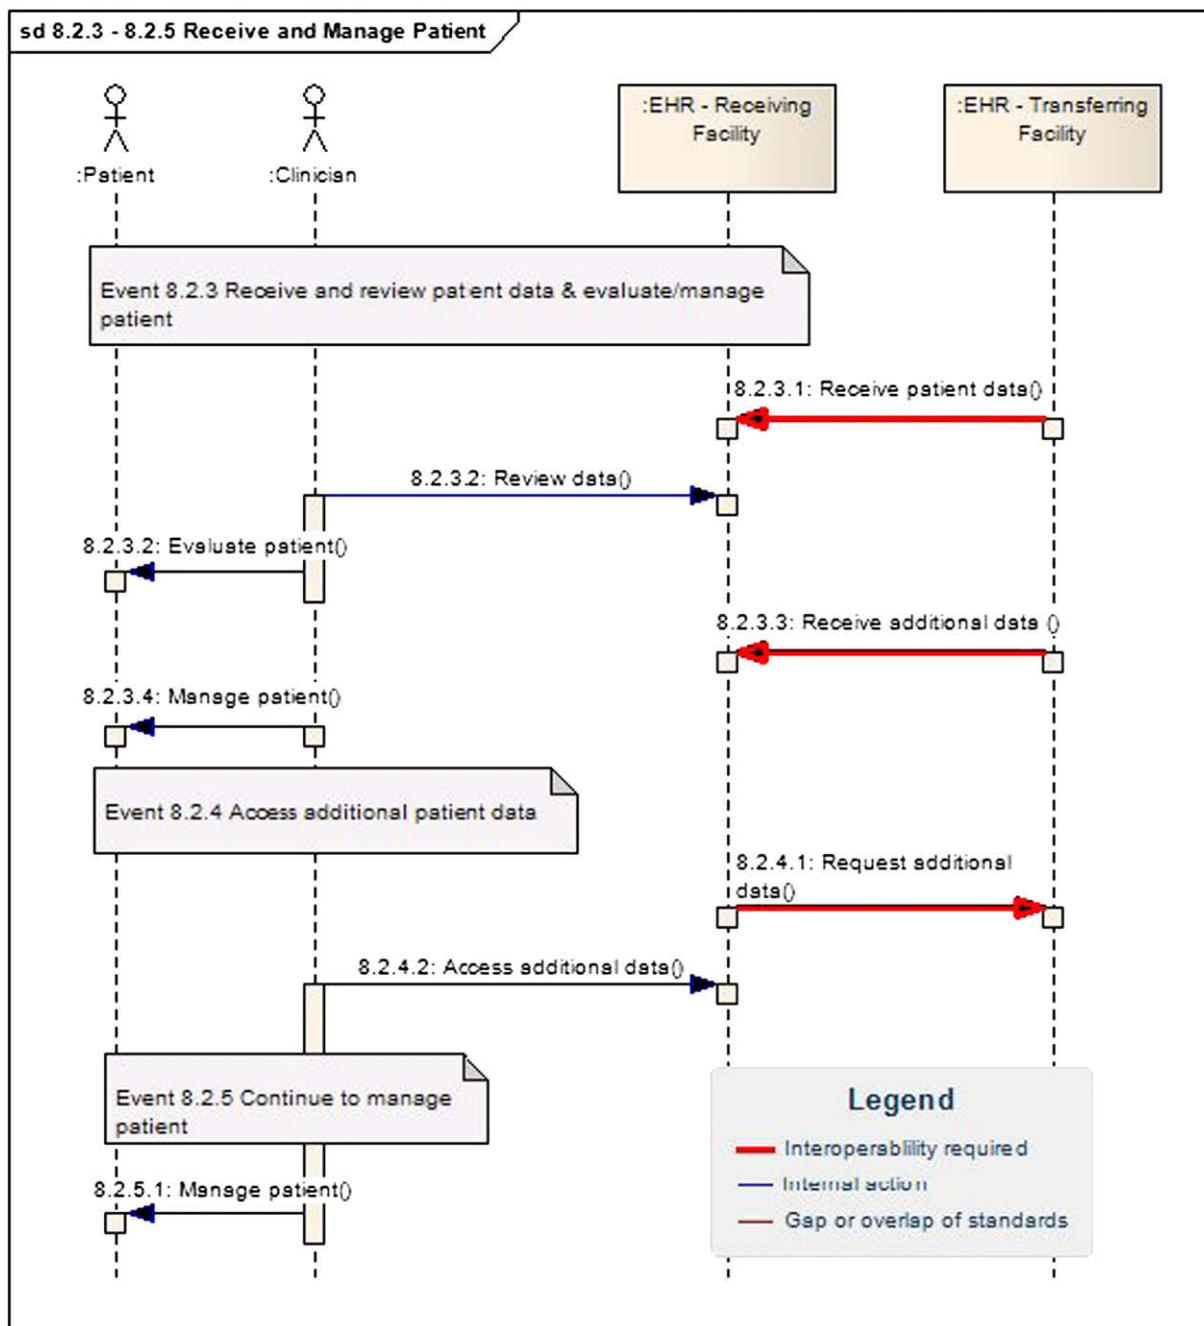 sd 8.2.3 - 8.2.5 Receive and Manage Patient
:Patient
:Clinician
:EHR - Receiving
Facility
:EHR - Transferring
Facility
Event 8.2.3 Receive and review patient data & evaluate/manage
patient
8.2.3.1: Receive patient data()
8.2.3.2: Review data()
8.2.3.2: Evaluate patient()
8.2.3.3: Receive additional data ()
8.2.3.4: Manage patient()
Event 8.2.4 Access additional patient data
8.2.4.1: Request additional
data()
8.2.4.2: Access additional data()
Event 8.2.5 Continue to manage
patient
8.2.5.1: Manage patient()
Legend
Interoperablility required
Internal action
Gap or overlap of standards